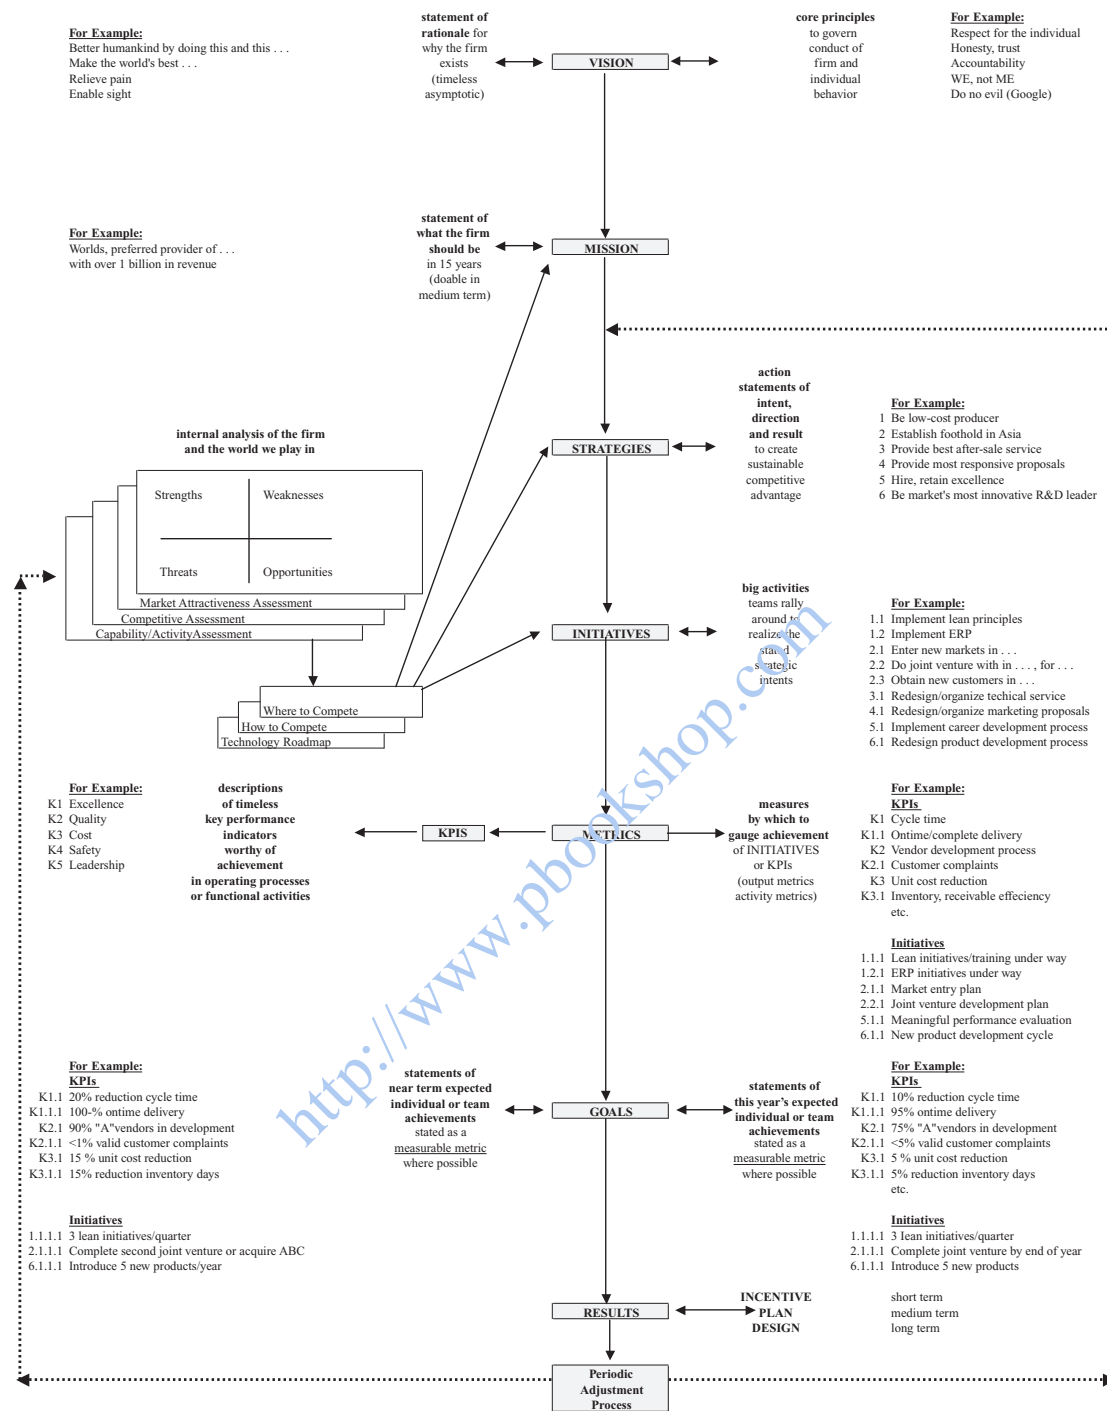 For Example:
Better humankind by doing this and this . . .
Make the world's best . . .
Relieve pain
Enable sight
statement of
rationale for
why the firm
exists
(timeless
asymptotic)
VISION
core principles
to govern
conduct of
firm and
individual
behavior
For Example:
Respect for the individual
Honesty, trust
Accountability
WE, not ME
Do no evil (Google)
For Example:
Worlds, preferred provider of . . .
with over 1 billion in revenue
statement of
what the firm
should be
in 15 years
(doable in
medium term)
MISSION
internal analysis of the firm
and the world we play in
Strengths
Weaknesses
Threats
Opportunities
Market Attractiveness Assessment
Competitive Assessment
Capability/ActivityAssessment
Where to Compete
How to Compete
Technology Roadmap
STRATEGIES
action
statements of
intent,
direction
and result
to create
sustainable
competitive
advantage
For Example:
1 Be low-cost producer
2 Establish foothold in Asia
3 Provide best after-sale service
4 Provide most responsive proposals
5 Hire, retain excellence
6 Be market's most innovative R&D leader
INITIATIVES
big activities
teams rally
around to
realize the
stated
strategic
intents
For Example:
1.1 Implement lean principles
1.2 Implement ERP
2.1 Enter new markets in . . .
2.2 Do joint venture with in . . . , for . . .
2.3 Obtain new customers in . . .
3.1 Redesign/organize techical service
4.1 Redesign/organize marketing proposals
5.1 Implement career development process
6.1 Redesign product development process
For Example:
K1 Excellence
K2 Quality
K3 Cost
K4 Safety
K5 Leadership
descriptions
of timeless
key performance
indicators
worthy of
achievement
in operating processes
or functional activities
KPIS
METRICS
measures
by which to
gauge achievement
of INITIATIVES
or KPIs
(output metrics
activity metrics)
For Example:
KPIs
K1 Cycle time
K1.1 Ontime/complete delivery
K2 Vendor development process
K2.1 Customer complaints
K3 Unit cost reduction
K3.1 Inventory, receivable effeciency
etc.
Initiatives
1.1.1 Lean initiatives/training under way
1.2.1 ERP initiatives under way
2.1.1 Market entry plan
2.2.1 Joint venture development plan
5.1.1 Meaningful performance evaluation
6.1.1 New product development cycle
For Example:
KPIs
K1.1 20% reduction cycle time
K1.1.1 100-% ontime delivery
K2.1 90% "A"vendors in development
K2.1.1 <1% valid customer complaints
K3.1 15 % unit cost reduction
K3.1.1 15% reduction inventory days
Initiatives
1.1.1.1 3 lean initiatives/quarter
2.1.1.1 Complete second joint venture or acquire ABC
6.1.1.1 Introduce 5 new products/year
statements of
near term expected
individual or team
achievements
stated as a
measurable metric
where possible
GOALS
statements of
this year's expected
individual or team
achievements
stated as a
measurable metric
where possible
For Example:
KPIs
K1.1 10% reduction cycle time
K1.1.1 95% ontime delivery
K2.1 75% "A"vendors in development
K2.1.1 <5% valid customer complaints
K3.1 5 % unit cost reduction
K3.1.1 5% reduction inventory days
etc.
Initiatives
1.1.1.1 3 lean initiatives/quarter
2.1.1.1 Complete joint venture by end of year
6.1.1.1 Introduce 5 new products
RESULTS
INCENTIVE
PLAN
DESIGN
short term
medium term
long term
Periodic
Adjustment
Process
http://www.pbookshop.com